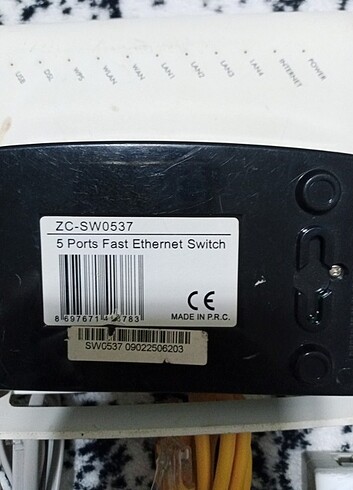 USB DSL WPS WLAN WAN LAN1 LAN2 LAN3 LAN4 INTERNET POWER
ZC-SW0537
5 Ports Fast Ethernet Switch
CE
MADE IN P.R.C.
SW0537 09022506203